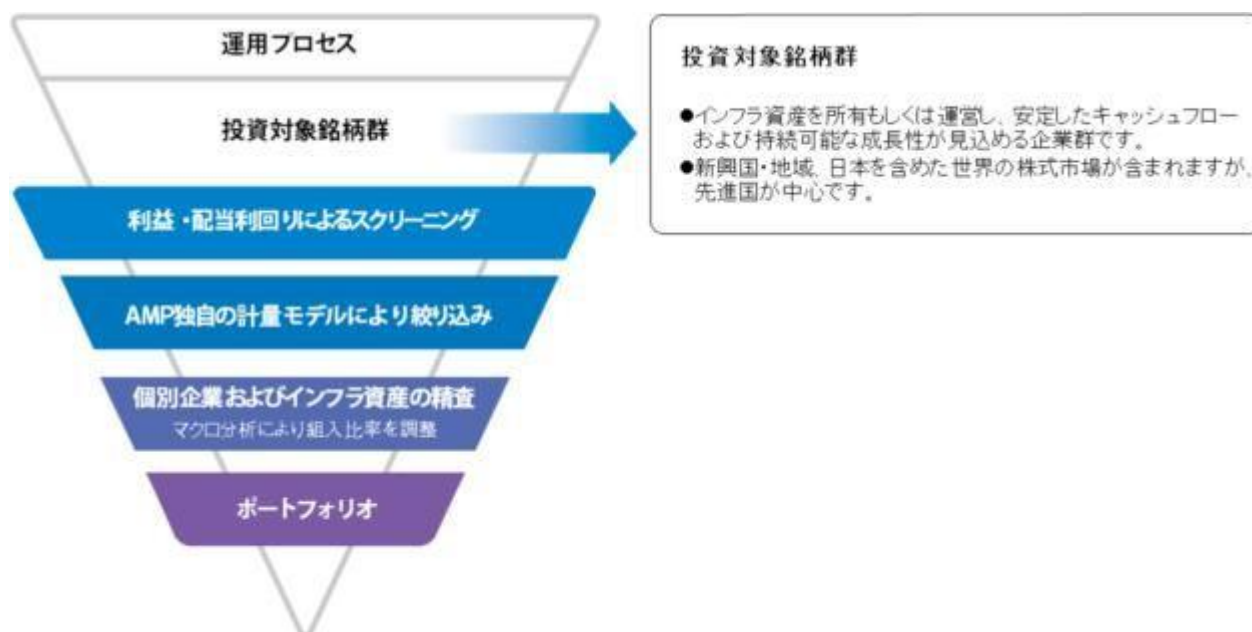 運用プロセス
投資対象銘柄群
利益・配当利回りによるスクリーニング
AMP独自の計量モデルにより絞り込み
個別企業およびインフラ資産の精査
マクロ分析により組入比率を調整
ポートフォリオ
投資対象銘柄群
●インフラ資産を所有もしくは運営し、安定したキャッシュフロー
および持続可能な成長性が見込める企業群です。
●新興国・地域、日本を含めた世界の株式市場が含まれますが、
先進国が中心です。